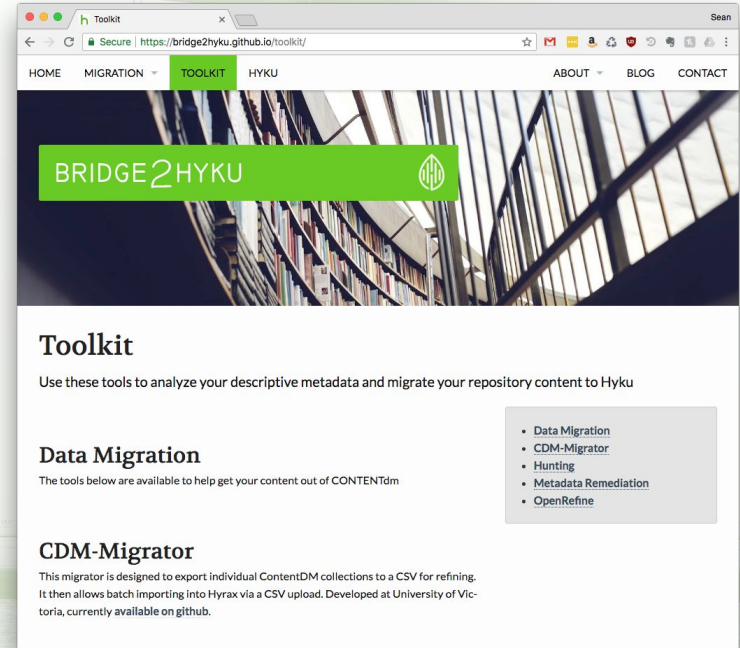 Toolkit
Sean
Secure https://bridge2hyku.github.io/toolkit/
HOME MIGRATION TOOLKIT HYKU ABOUT BLOG CONTACT
BRIDGE2HYKU
Toolkit
Use these tools to analyze your descriptive metadata and migrate your repository content to Hyku
Data Migration
CDM-Migrator
Hunting
Metadata Remediation
OpenRefine
Data Migration
The tools below are available to help get your content out of CONTENTdm
CDM-Migrator
This migrator is designed to export individual ContentDM collections to a CSV for refining.
It then allows batch importing into Hyrax via a CSV upload. Developed at University of Vic-
toria, currently available on github.